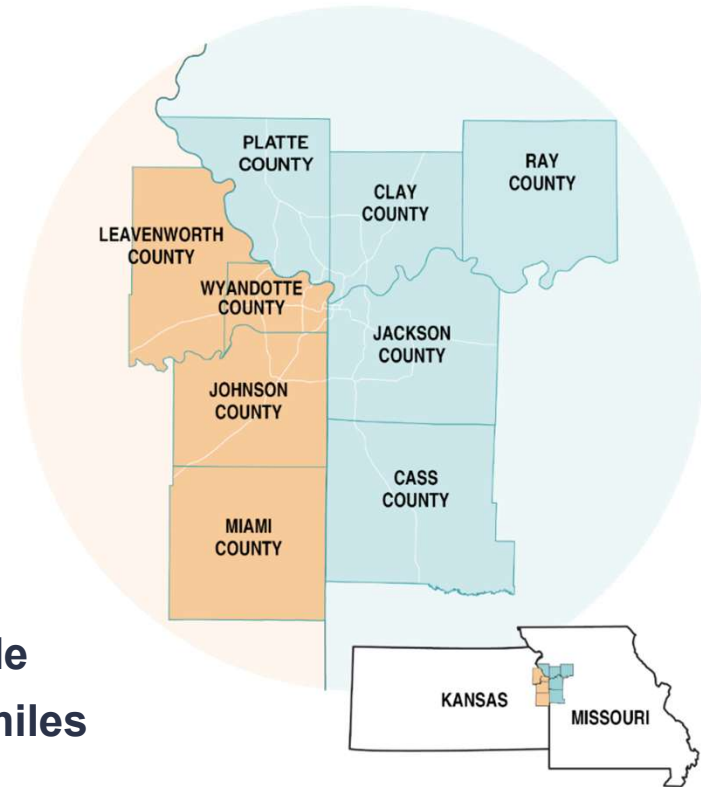 PLATTE
COUNTY
CLAY
COUNTY
RAY
COUNTY
LEAVENWORTH
COUNTY
WYANDOTTE
COUNTY
JACKSON
COUNTY
JOHNSON
COUNTY
CASS
COUNTY
MIAMI
COUNTY
KANSAS
MISSOURI